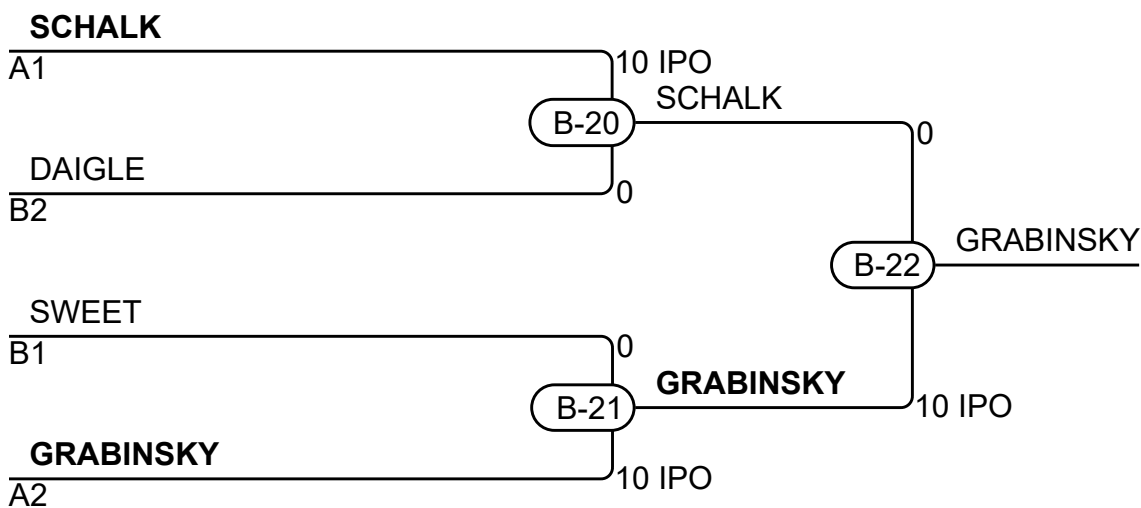 SCHALK
A1
10 IPO
SCHALK
B-20
0
DAIGLE
B2
0
GRABINSKY
B-22
SWEET
B1
0
GRABINSKY
B-21
10 IPO
GRABINSKY
A2
10 IPO